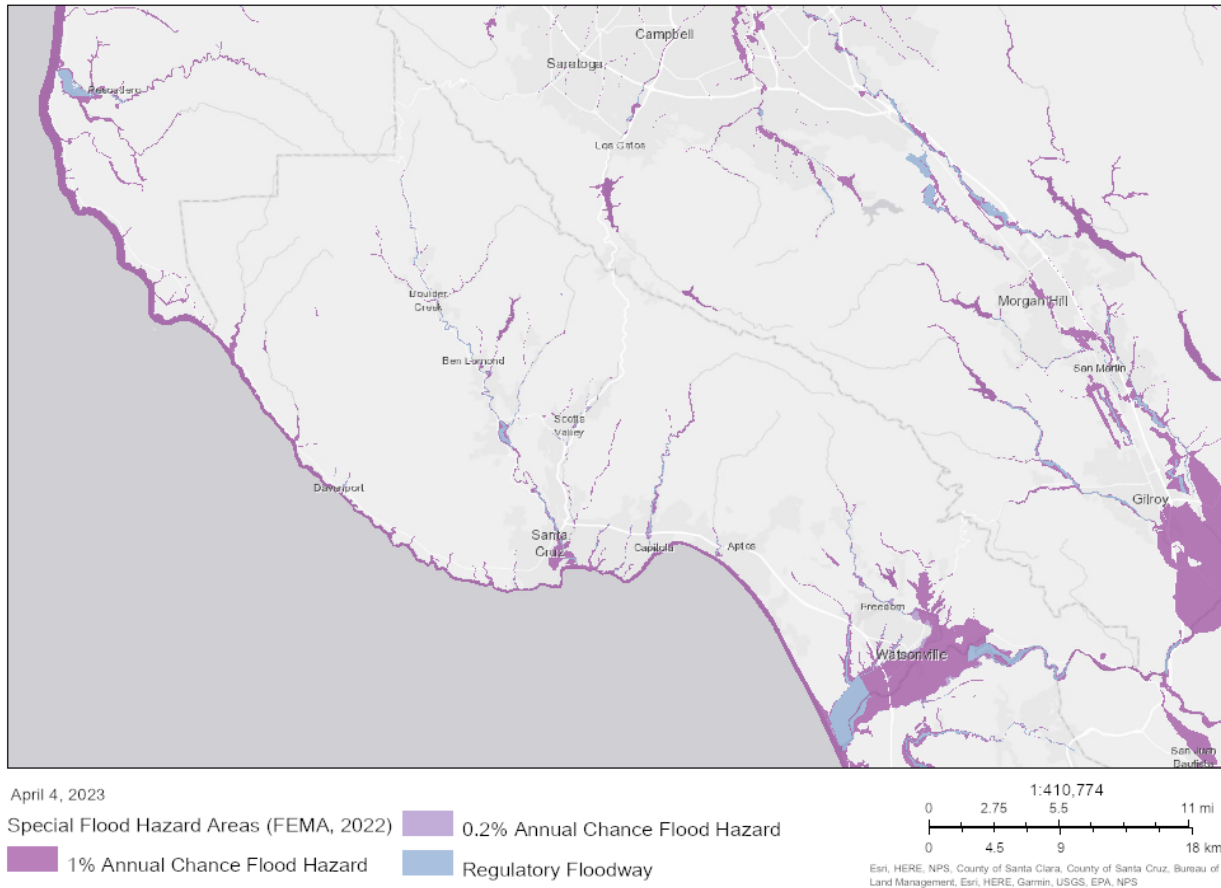 Campbell
Saratoga
Pescadero
Los Gatos
Boulder
Creek
Morgan Hill
Ben Lomond
San Martin
Scotts
Valley
Davenport
Gilroy
Santa
Cruz
Capitola
Aptos
Freedom
Watsonville
San Juan
Bautista
April 4, 2023
Special Flood Hazard Areas (FEMA, 2022)
1% Annual Chance Flood Hazard
0.2% Annual Chance Flood Hazard
Regulatory Floodway
1:410,774
0 2.75 5.5 11 mi
0 4.5 9 18 km
Esri, HERE, NPS, County of Santa Clara, County of Santa Cruz, Bureau of
Land Management, Esri, HERE, Garmin, USGS, EPA, NPS